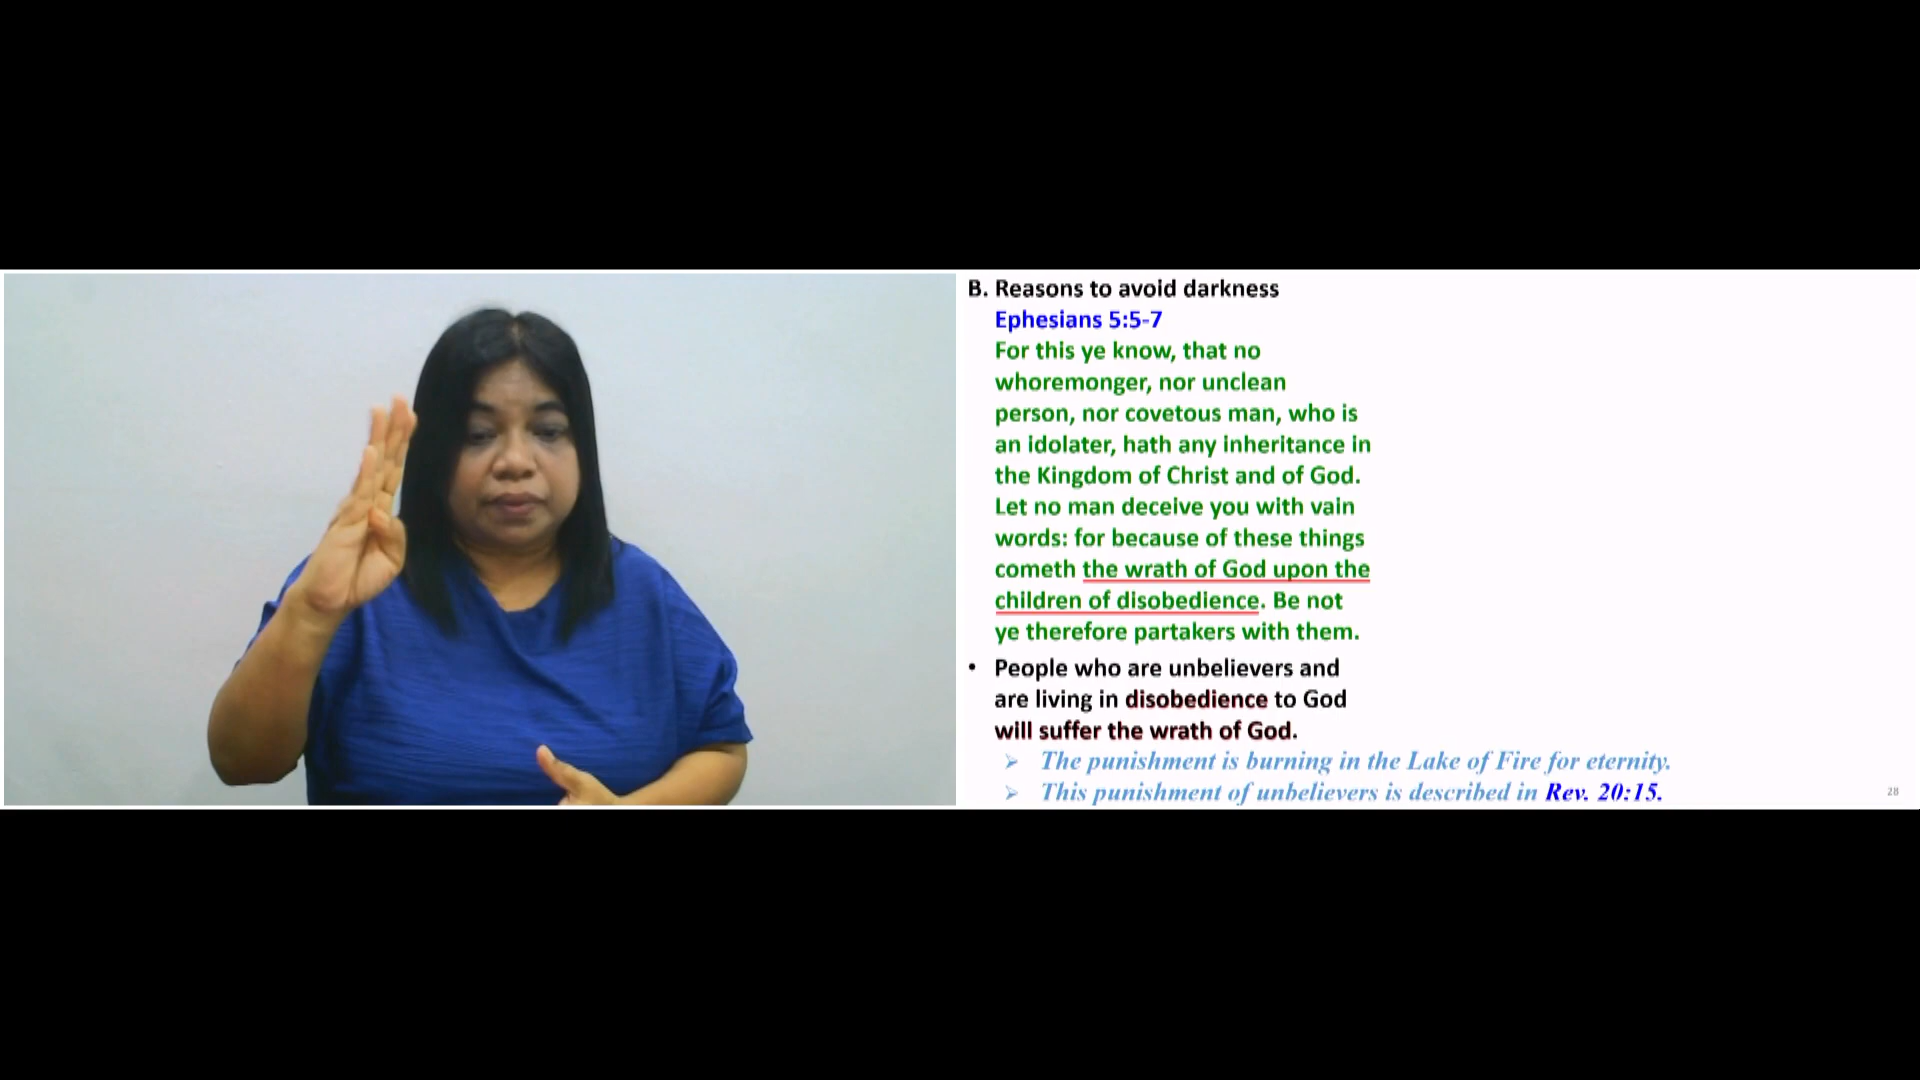 B. Reasons to avoid darkness
Ephesians 5:5-7
For this ye know, that no
whoremonger, nor unclean
person, nor covetous man, who is
an idolater, hath any inheritance in
the Kingdom of Christ and of God.
Let no man deceive you with vain
words: for because of these things
cometh the wrath of God upon the
children of disobedience. Be not
ye therefore partakers with them.
• People who are unbelievers and
are living in disobedience to God
will suffer the wrath of God.
➢ The punishment is burning in the Lake of Fire for eternity.
➢ This punishment of unbelievers is described in Rev. 20:15.
28